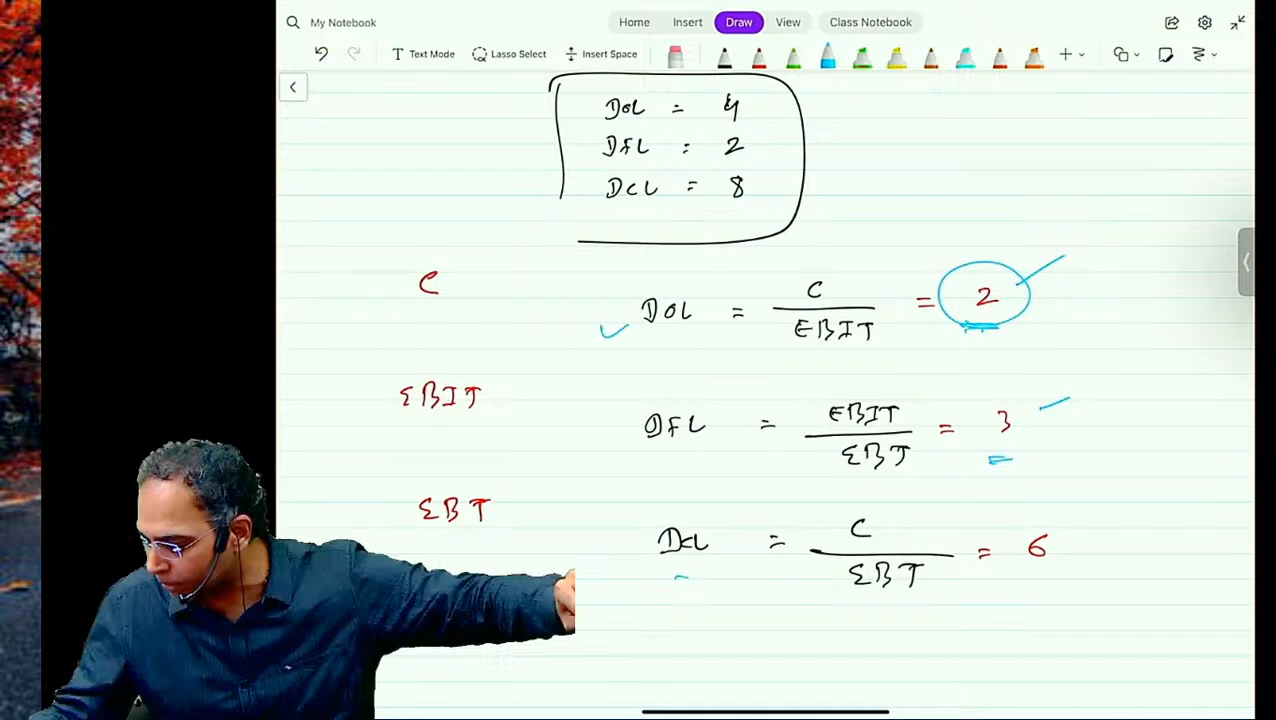 My Notebook
Home Insert Draw View Class Notebook
T Text Mode Lasso Select Insert Space
DOL = 4
DFL = 2
DCL = 8
C
DOL = C / EBIT = 2
EBIT
DFL = EBIT / EBT = 3
EBT
DCL = C / EBT = 6